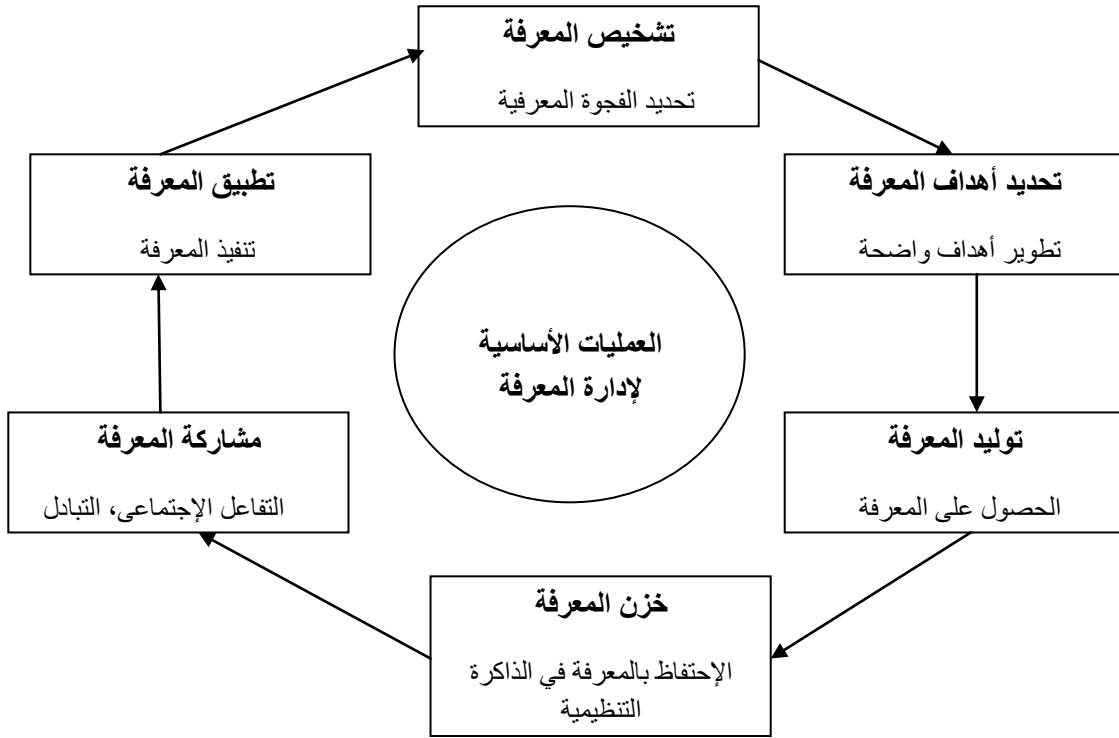 تشخيص المعرفة
تحديد الفجوة المعرفية
تحديد أهداف المعرفة
تطوير أهداف واضحة
توليد المعرفة
الحصول على المعرفة
خزن المعرفة
الإحتفاظ بالمعرفة في الذاكرة
التنظيمية
مشاركة المعرفة
التفاعل الإجتماعى، التبادل
تطبيق المعرفة
تنفيذ المعرفة
العمليات الأساسية
لإدارة المعرفة